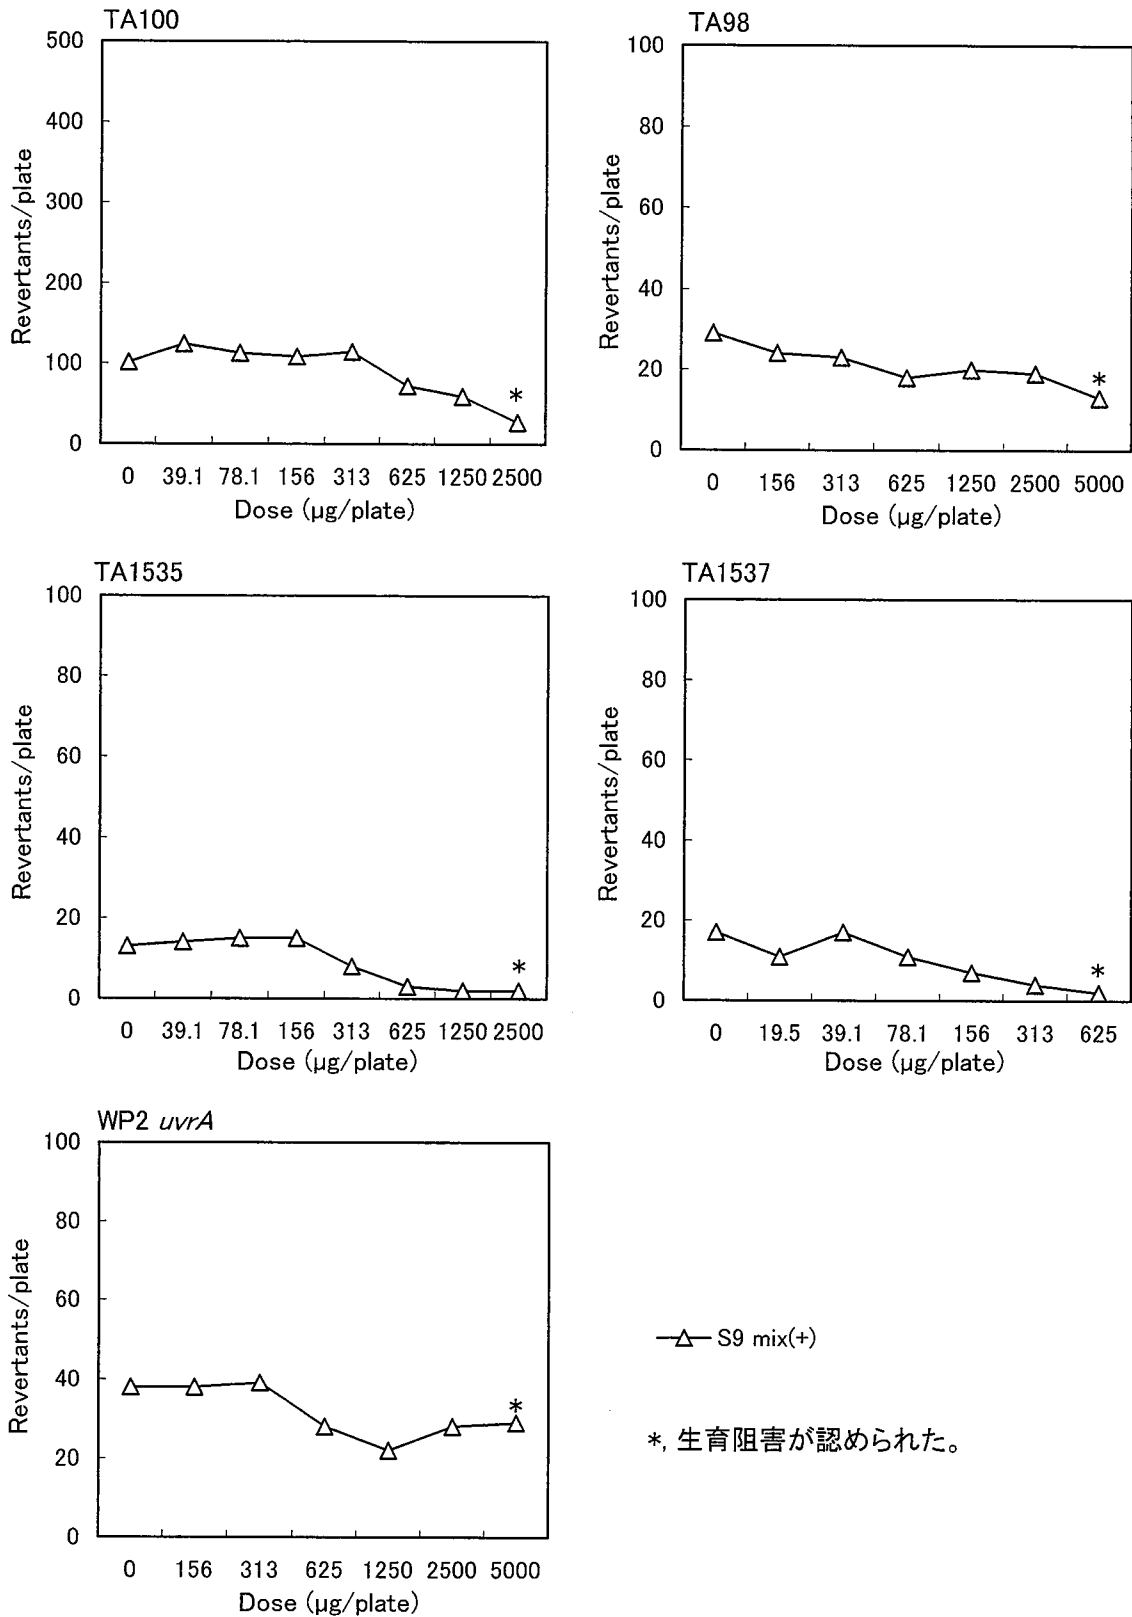 TA100
500
400
300
200
100
0
Revertants/plate
*
0 39.1 78.1 156 313 625 1250 2500
Dose (µg/plate)
TA98
100
80
60
40
20
0
Revertants/plate
*
0 156 313 625 1250 2500 5000
Dose (µg/plate)
TA1535
100
80
60
40
20
0
Revertants/plate
*
0 39.1 78.1 156 313 625 1250 2500
Dose (µg/plate)
TA1537
100
80
60
40
20
0
Revertants/plate
*
0 19.5 39.1 78.1 156 313 625
Dose (µg/plate)
WP2 uvrA
100
80
60
40
20
0
Revertants/plate
*
0 156 313 625 1250 2500 5000
Dose (µg/plate)
S9 mix(+)
*, 生育阻害が認められた。